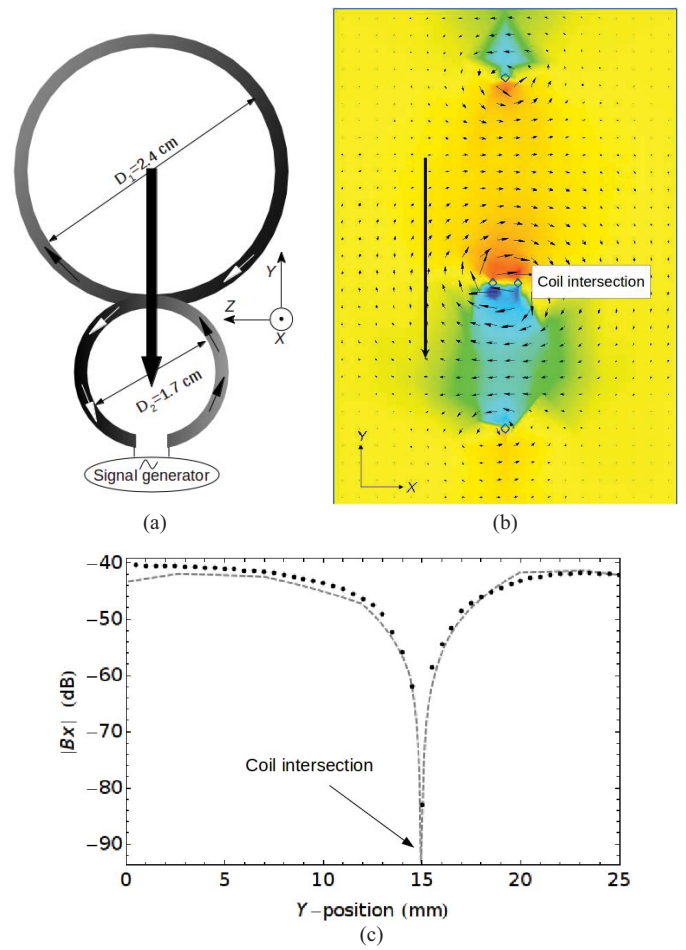 D1=2.4 cm
Y
Z
X
D2=1.7 cm
Signal generator
(a)
Coil intersection
Y
X
(b)
−40
−50
−60
−70
−80
−90
|Bx| (dB)
Coil intersection
0 5 10 15 20 25
Y−position (mm)
(c)